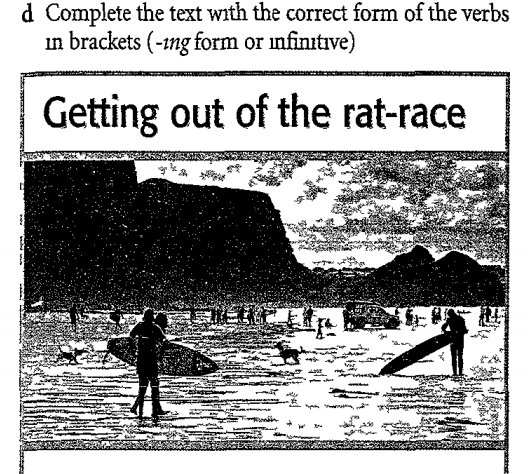 d Complete the text with the correct form of the verbs
in brackets (-ing form or infinitive)
Getting out of the rat-race